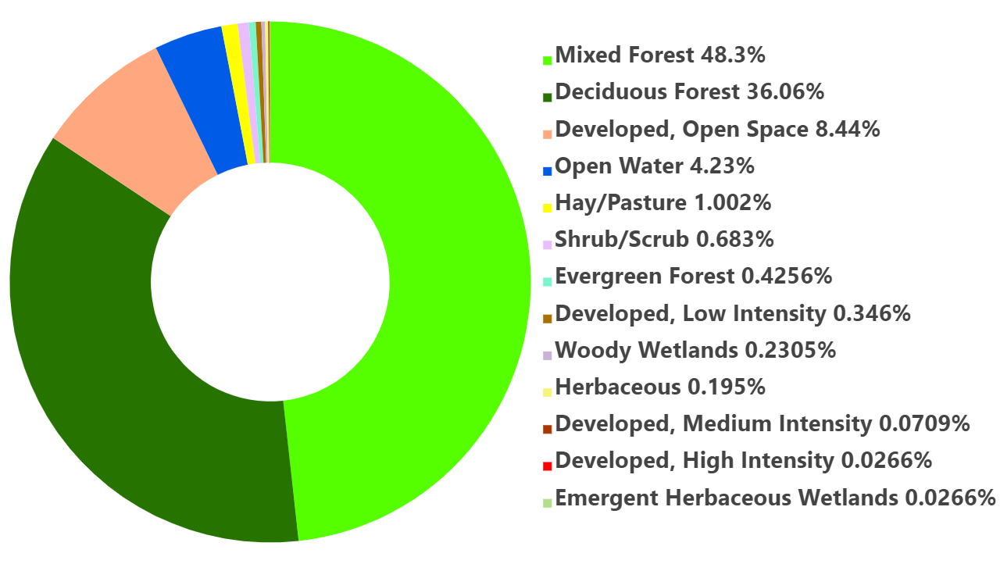 Mixed Forest 48.3%
Deciduous Forest 36.06%
Developed, Open Space 8.44%
Open Water 4.23%
Hay/Pasture 1.002%
Shrub/Scrub 0.683%
Evergreen Forest 0.4256%
Developed, Low Intensity 0.346%
Woody Wetlands 0.2305%
Herbaceous 0.195%
Developed, Medium Intensity 0.0709%
Developed, High Intensity 0.0266%
Emergent Herbaceous Wetlands 0.0266%